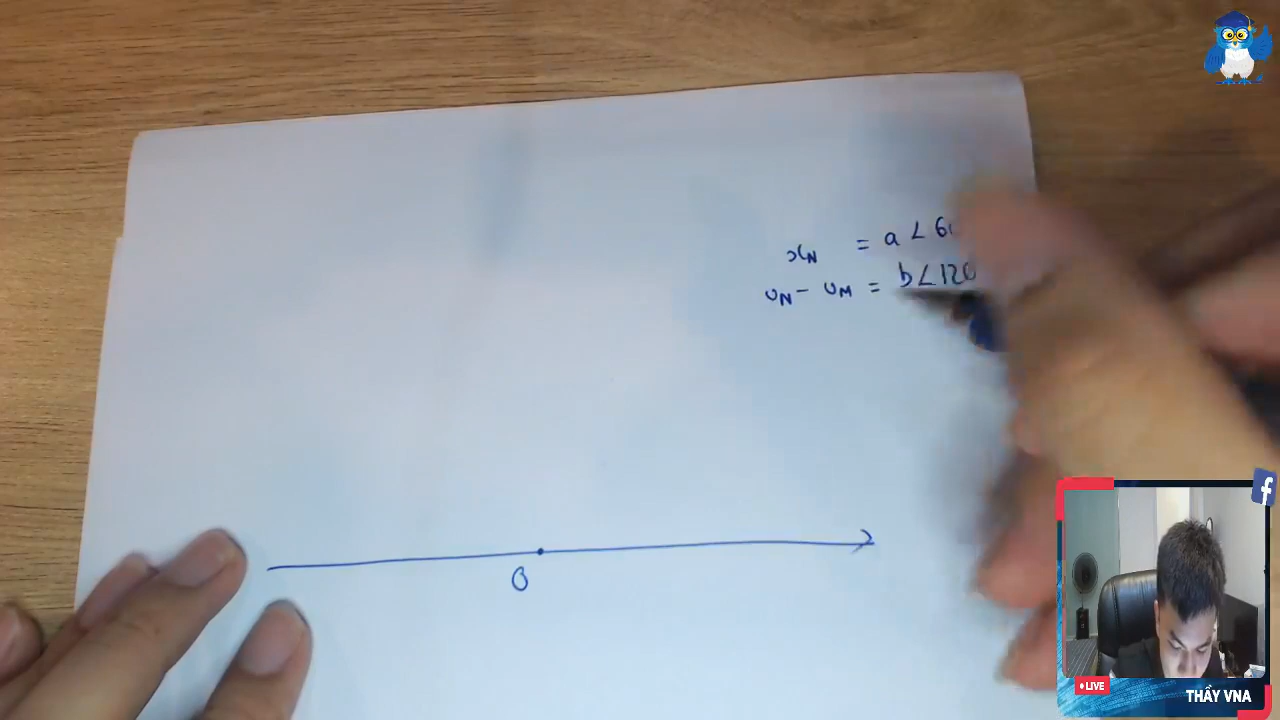 x_N = a ∠ 6
u_N - u_M = b ∠ 120
O
LIVE
THẦY VNA